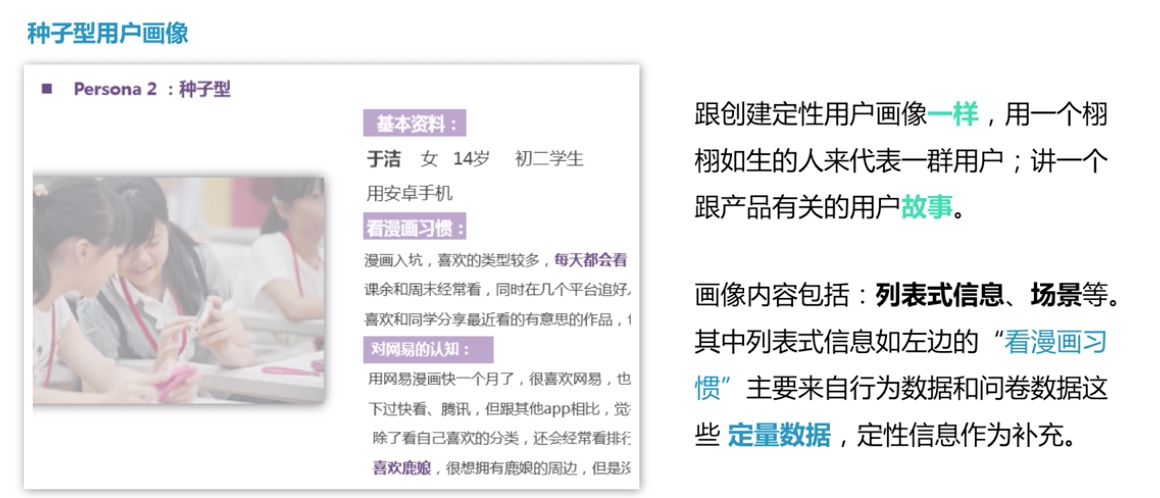 种子型用户画像
■ Persona 2 ：种子型
基本资料：
于洁 女 14岁 初二学生
用安卓手机
看漫画习惯：
漫画入坑，喜欢的类型较多，每天都会看
课余和周末经常看，同时在几个平台追好
喜欢和同学分享最近看的有意思的作品，
对网易的认知：
用网易漫画快一个月了，很喜欢网易，也
下过快看、腾讯，但跟其他app相比，觉
除了看自己喜欢的分类，还会经常看排行
喜欢鹿娘，很想拥有鹿娘的周边，但是没
跟创建定性用户画像一样，用一个栩
栩如生的人来代表一群用户；讲一个
跟产品有关的用户故事。
画像内容包括：列表式信息、场景等。
其中列表式信息如左边的“看漫画习
惯”主要来自行为数据和问卷数据这
些 定量数据，定性信息作为补充。